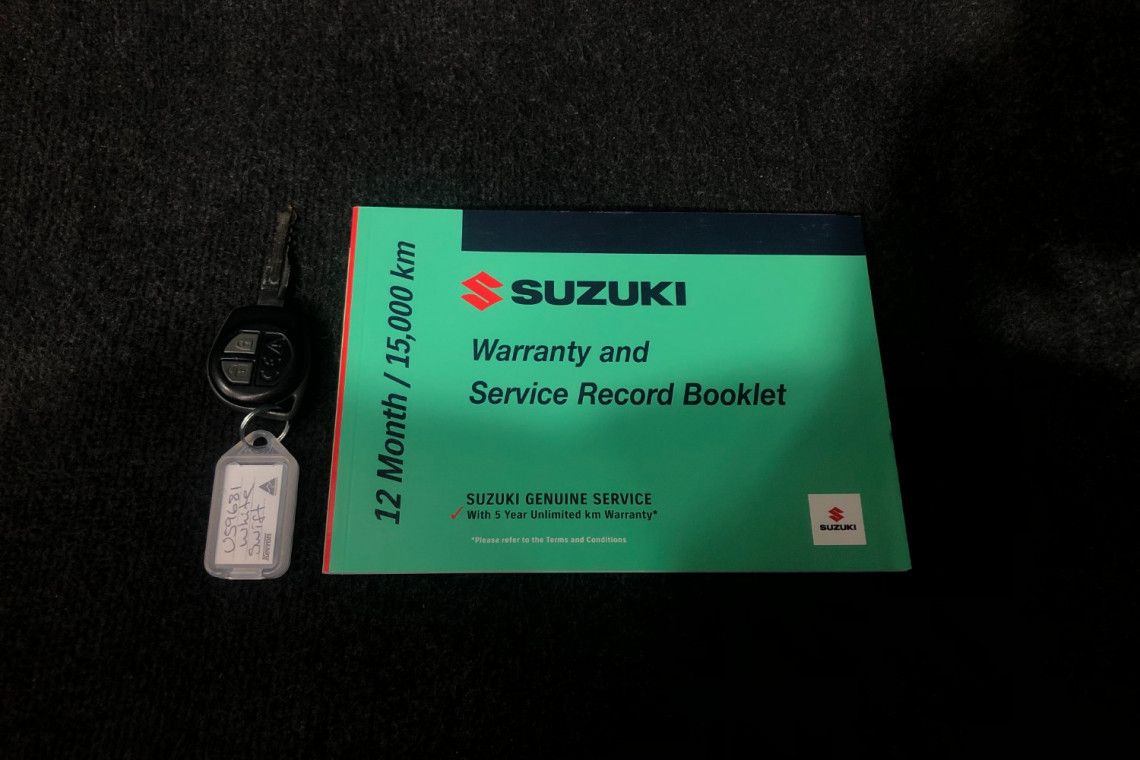 12 Month / 15,000 km
SUZUKI
Warranty and
Service Record Booklet
SUZUKI GENUINE SERVICE
With 5 Year Unlimited km Warranty*
*Please refer to the Terms and Conditions
SUZUKI
US9681
White
Swift